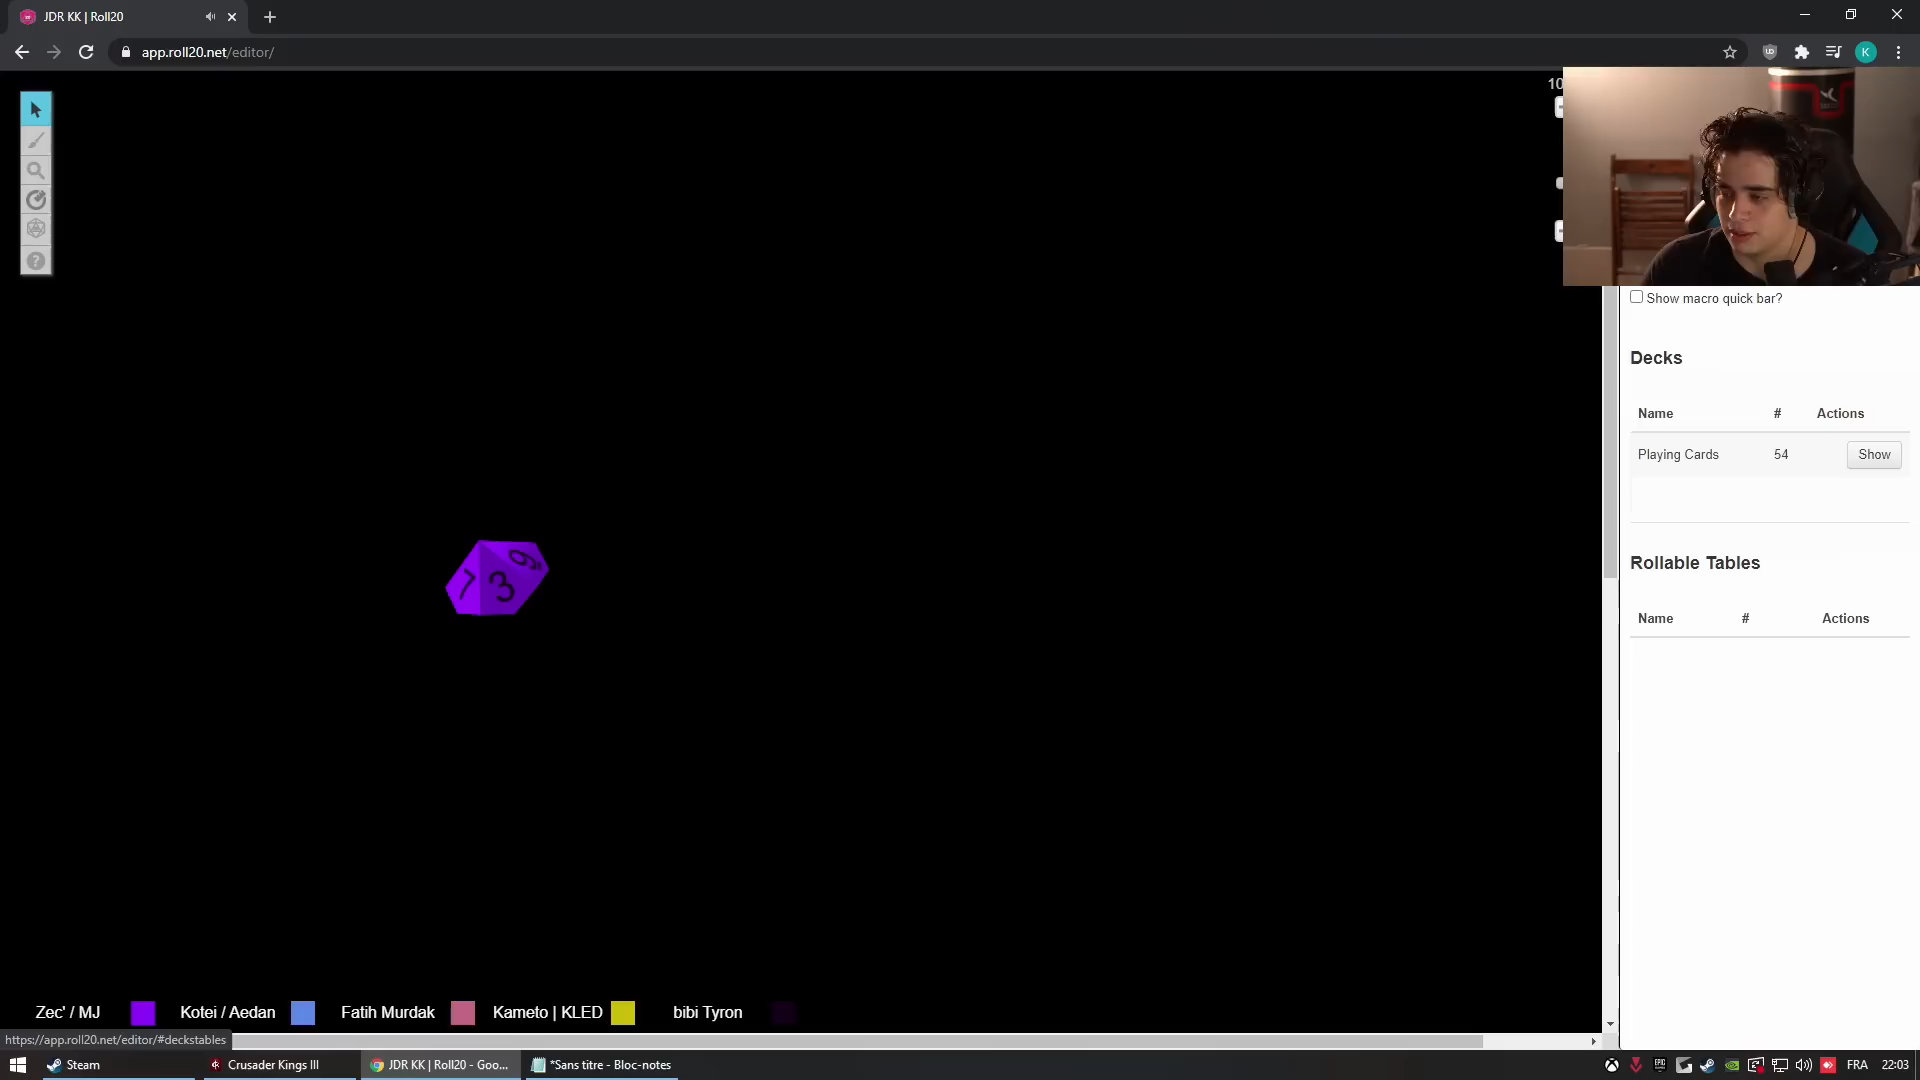 JDR KK | Roll20
app.roll20.net/editor/
K
10
Show macro quick bar?
Decks
Name # Actions
Playing Cards 54 Show
Rollable Tables
Name # Actions
7 3 9
Zec' / MJ Kotei / Aedan Fatih Murdak Kameto | KLED bibi Tyron
https://app.roll20.net/editor/#deckstables
Steam Crusader Kings III JDR KK | Roll20 - Goo... *Sans titre - Bloc-notes FRA 22:03